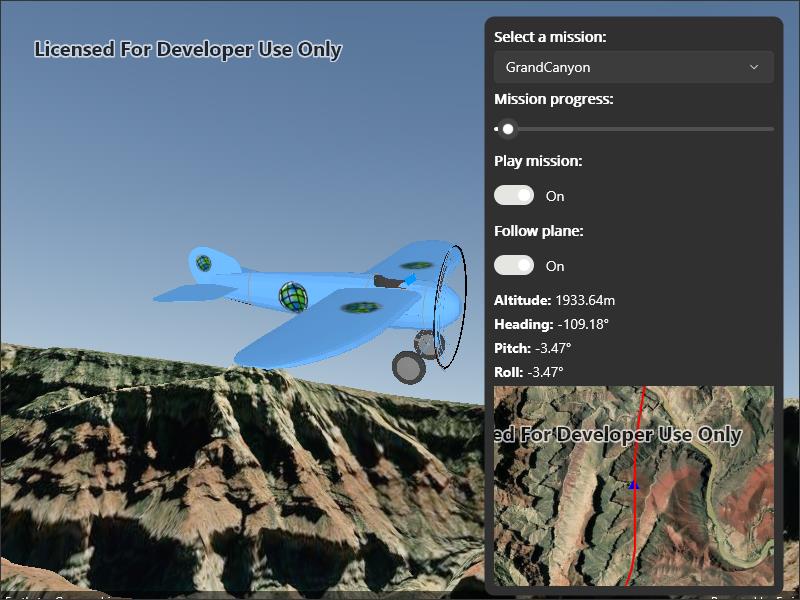 Licensed For Developer Use Only
Select a mission:
GrandCanyon
Mission progress:
Play mission:
On
Follow plane:
On
Altitude: 1933.64m
Heading: -109.18°
Pitch: -3.47°
Roll: -3.47°
ed For Developer Use Only